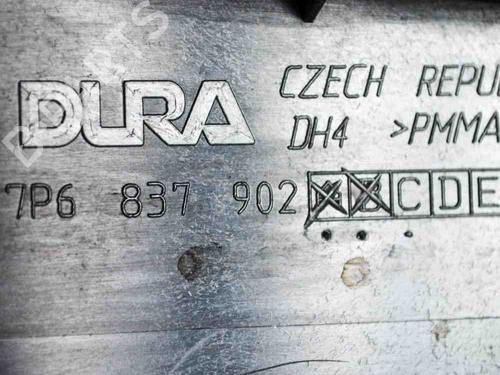 DURA
CZECH REPU
DH4 >PMMA
7P6 837 902 A B C D E